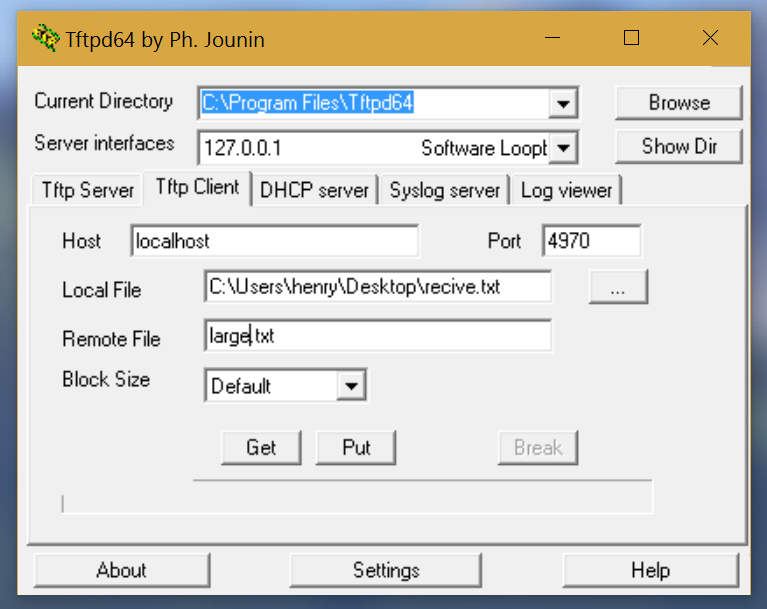 Tftpd64 by Ph. Jounin
Current Directory C:\Program Files\Tftpd64 Browse
Server interfaces 127.0.0.1 Software Loopb Show Dir
Tftp Server Tftp Client DHCP server Syslog server Log viewer
Host localhost Port 4970
Local File C:\Users\henry\Desktop\recive.txt ...
Remote File large.txt
Block Size Default
Get Put Break
About Settings Help